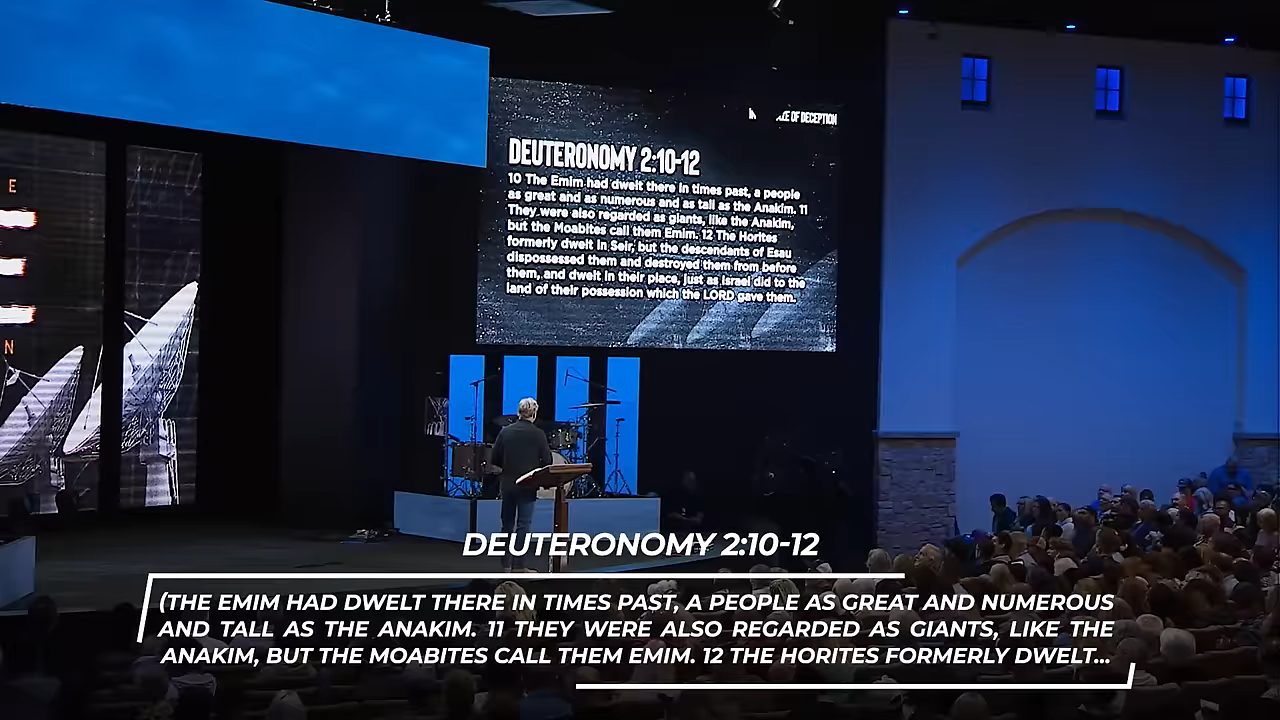 E
N
AZE OF DECEPTION
DEUTERONOMY 2:10-12
10 The Emim had dwelt there in times past, a people
as great and as numerous and as tall as the Anakim. 11
They were also regarded as giants, like the Anakim,
but the Moabites call them Emim. 12 The Horites
formerly dwelt in Seir, but the descendants of Esau
dispossessed them and destroyed them from before
them, and dwelt in their place, just as Israel did to the
land of their possession which the LORD gave them.
DEUTERONOMY 2:10-12
(THE EMIM HAD DWELT THERE IN TIMES PAST, A PEOPLE AS GREAT AND NUMEROUS
AND TALL AS THE ANAKIM. 11 THEY WERE ALSO REGARDED AS GIANTS, LIKE THE
ANAKIM, BUT THE MOABITES CALL THEM EMIM. 12 THE HORITES FORMERLY DWELT...